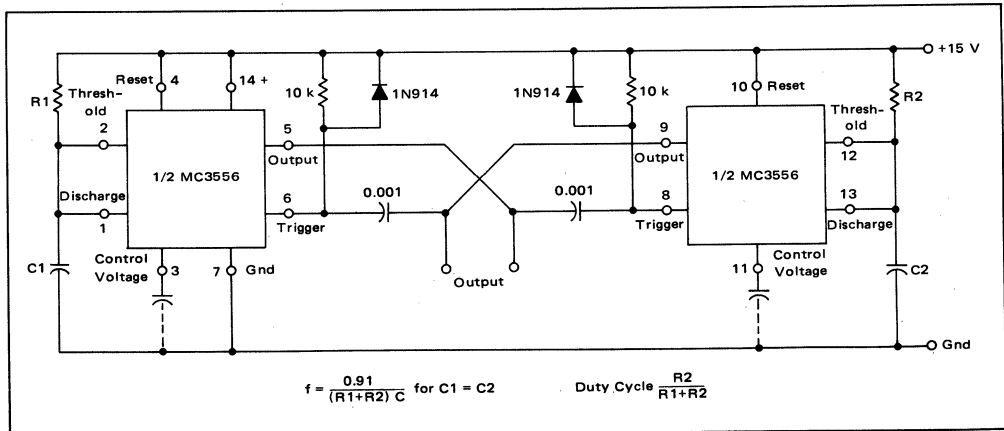 +15 V
Reset 4
14 +
10 k
1N914
1N914
10 k
10 Reset
R1
Thresh-
old
2
5
Output
9
Output
Thresh-
old
12
R2
1/2 MC3556
1/2 MC3556
Discharge
1
6
Trigger
0.001
0.001
8
Trigger
13
Discharge
C1
Control
Voltage
3
7
Gnd
Output
11
Control
Voltage
C2
Gnd
f = 0.91 / (R1+R2) C for C1 = C2
Duty Cycle R2 / R1+R2